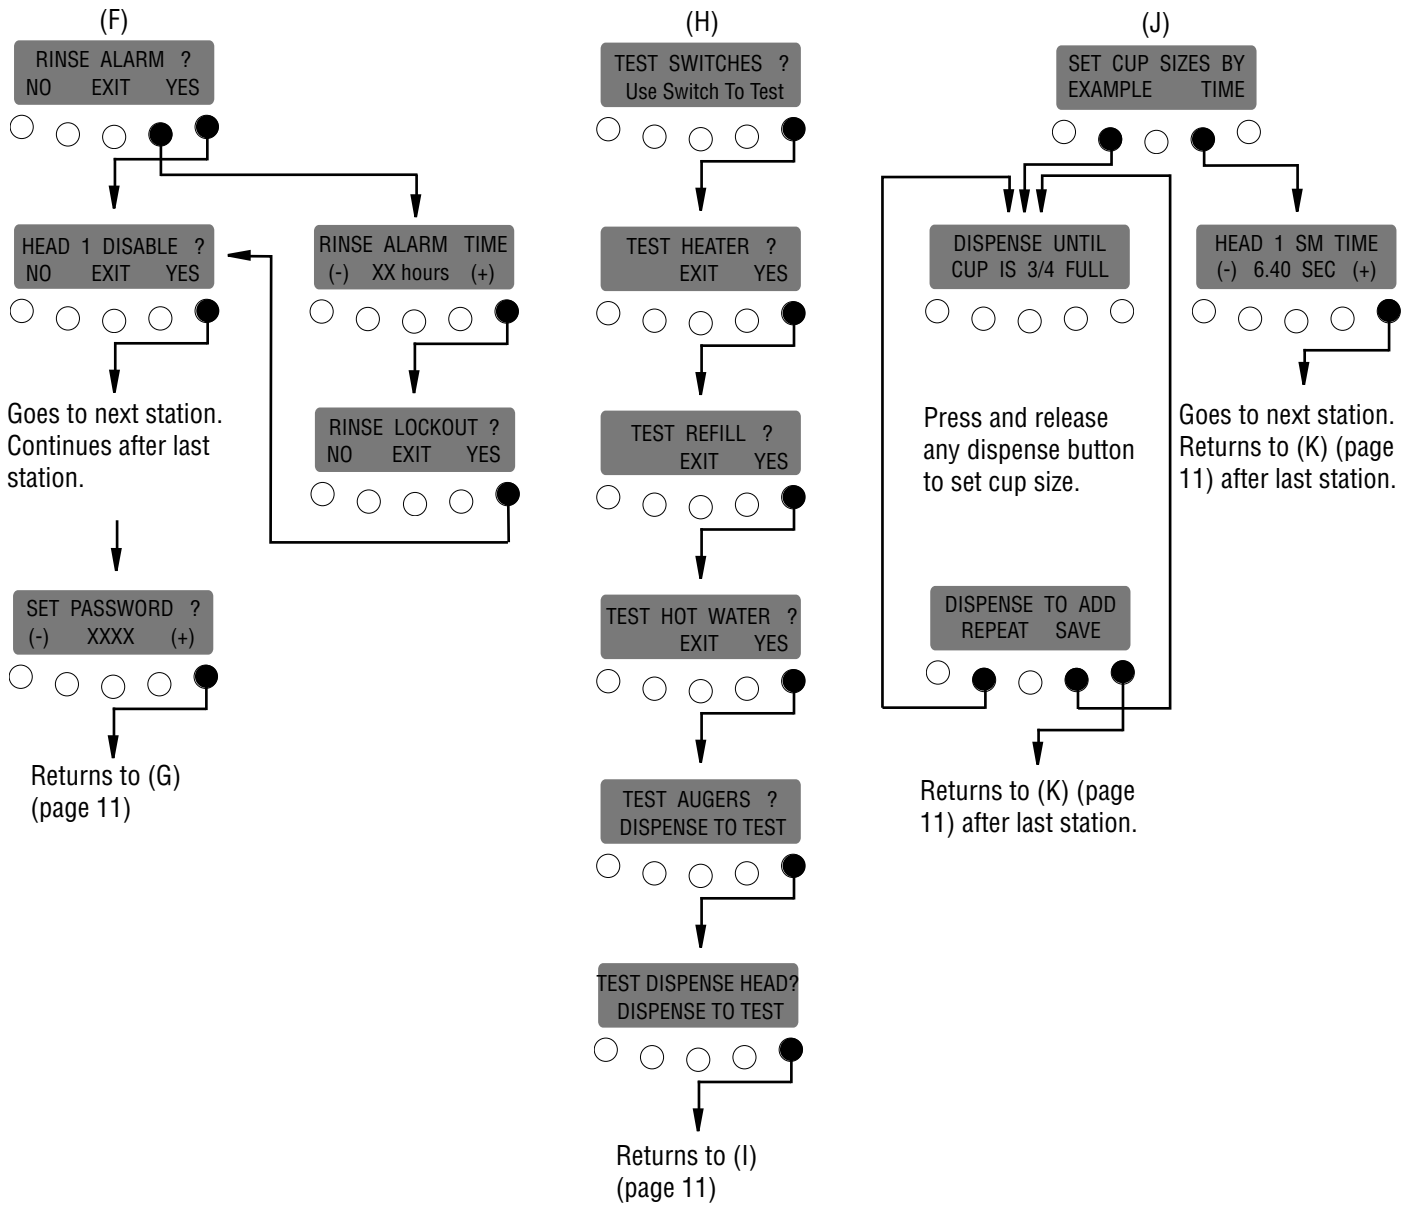 (F)
RINSE ALARM ?
NO EXIT YES
HEAD 1 DISABLE ?
NO EXIT YES
RINSE ALARM TIME
(-) XX hours (+)
Goes to next station.
Continues after last
station.
RINSE LOCKOUT ?
NO EXIT YES
SET PASSWORD ?
(-) XXXX (+)
Returns to (G)
(page 11)
(H)
TEST SWITCHES ?
Use Switch To Test
TEST HEATER ?
EXIT YES
TEST REFILL ?
EXIT YES
TEST HOT WATER ?
EXIT YES
TEST AUGERS ?
DISPENSE TO TEST
TEST DISPENSE HEAD?
DISPENSE TO TEST
Returns to (I)
(page 11)
(J)
SET CUP SIZES BY
EXAMPLE TIME
DISPENSE UNTIL
CUP IS 3/4 FULL
HEAD 1 SM TIME
(-) 6.40 SEC (+)
Press and release
any dispense button
to set cup size.
Goes to next station.
Returns to (K) (page
11) after last station.
DISPENSE TO ADD
REPEAT SAVE
Returns to (K) (page
11) after last station.